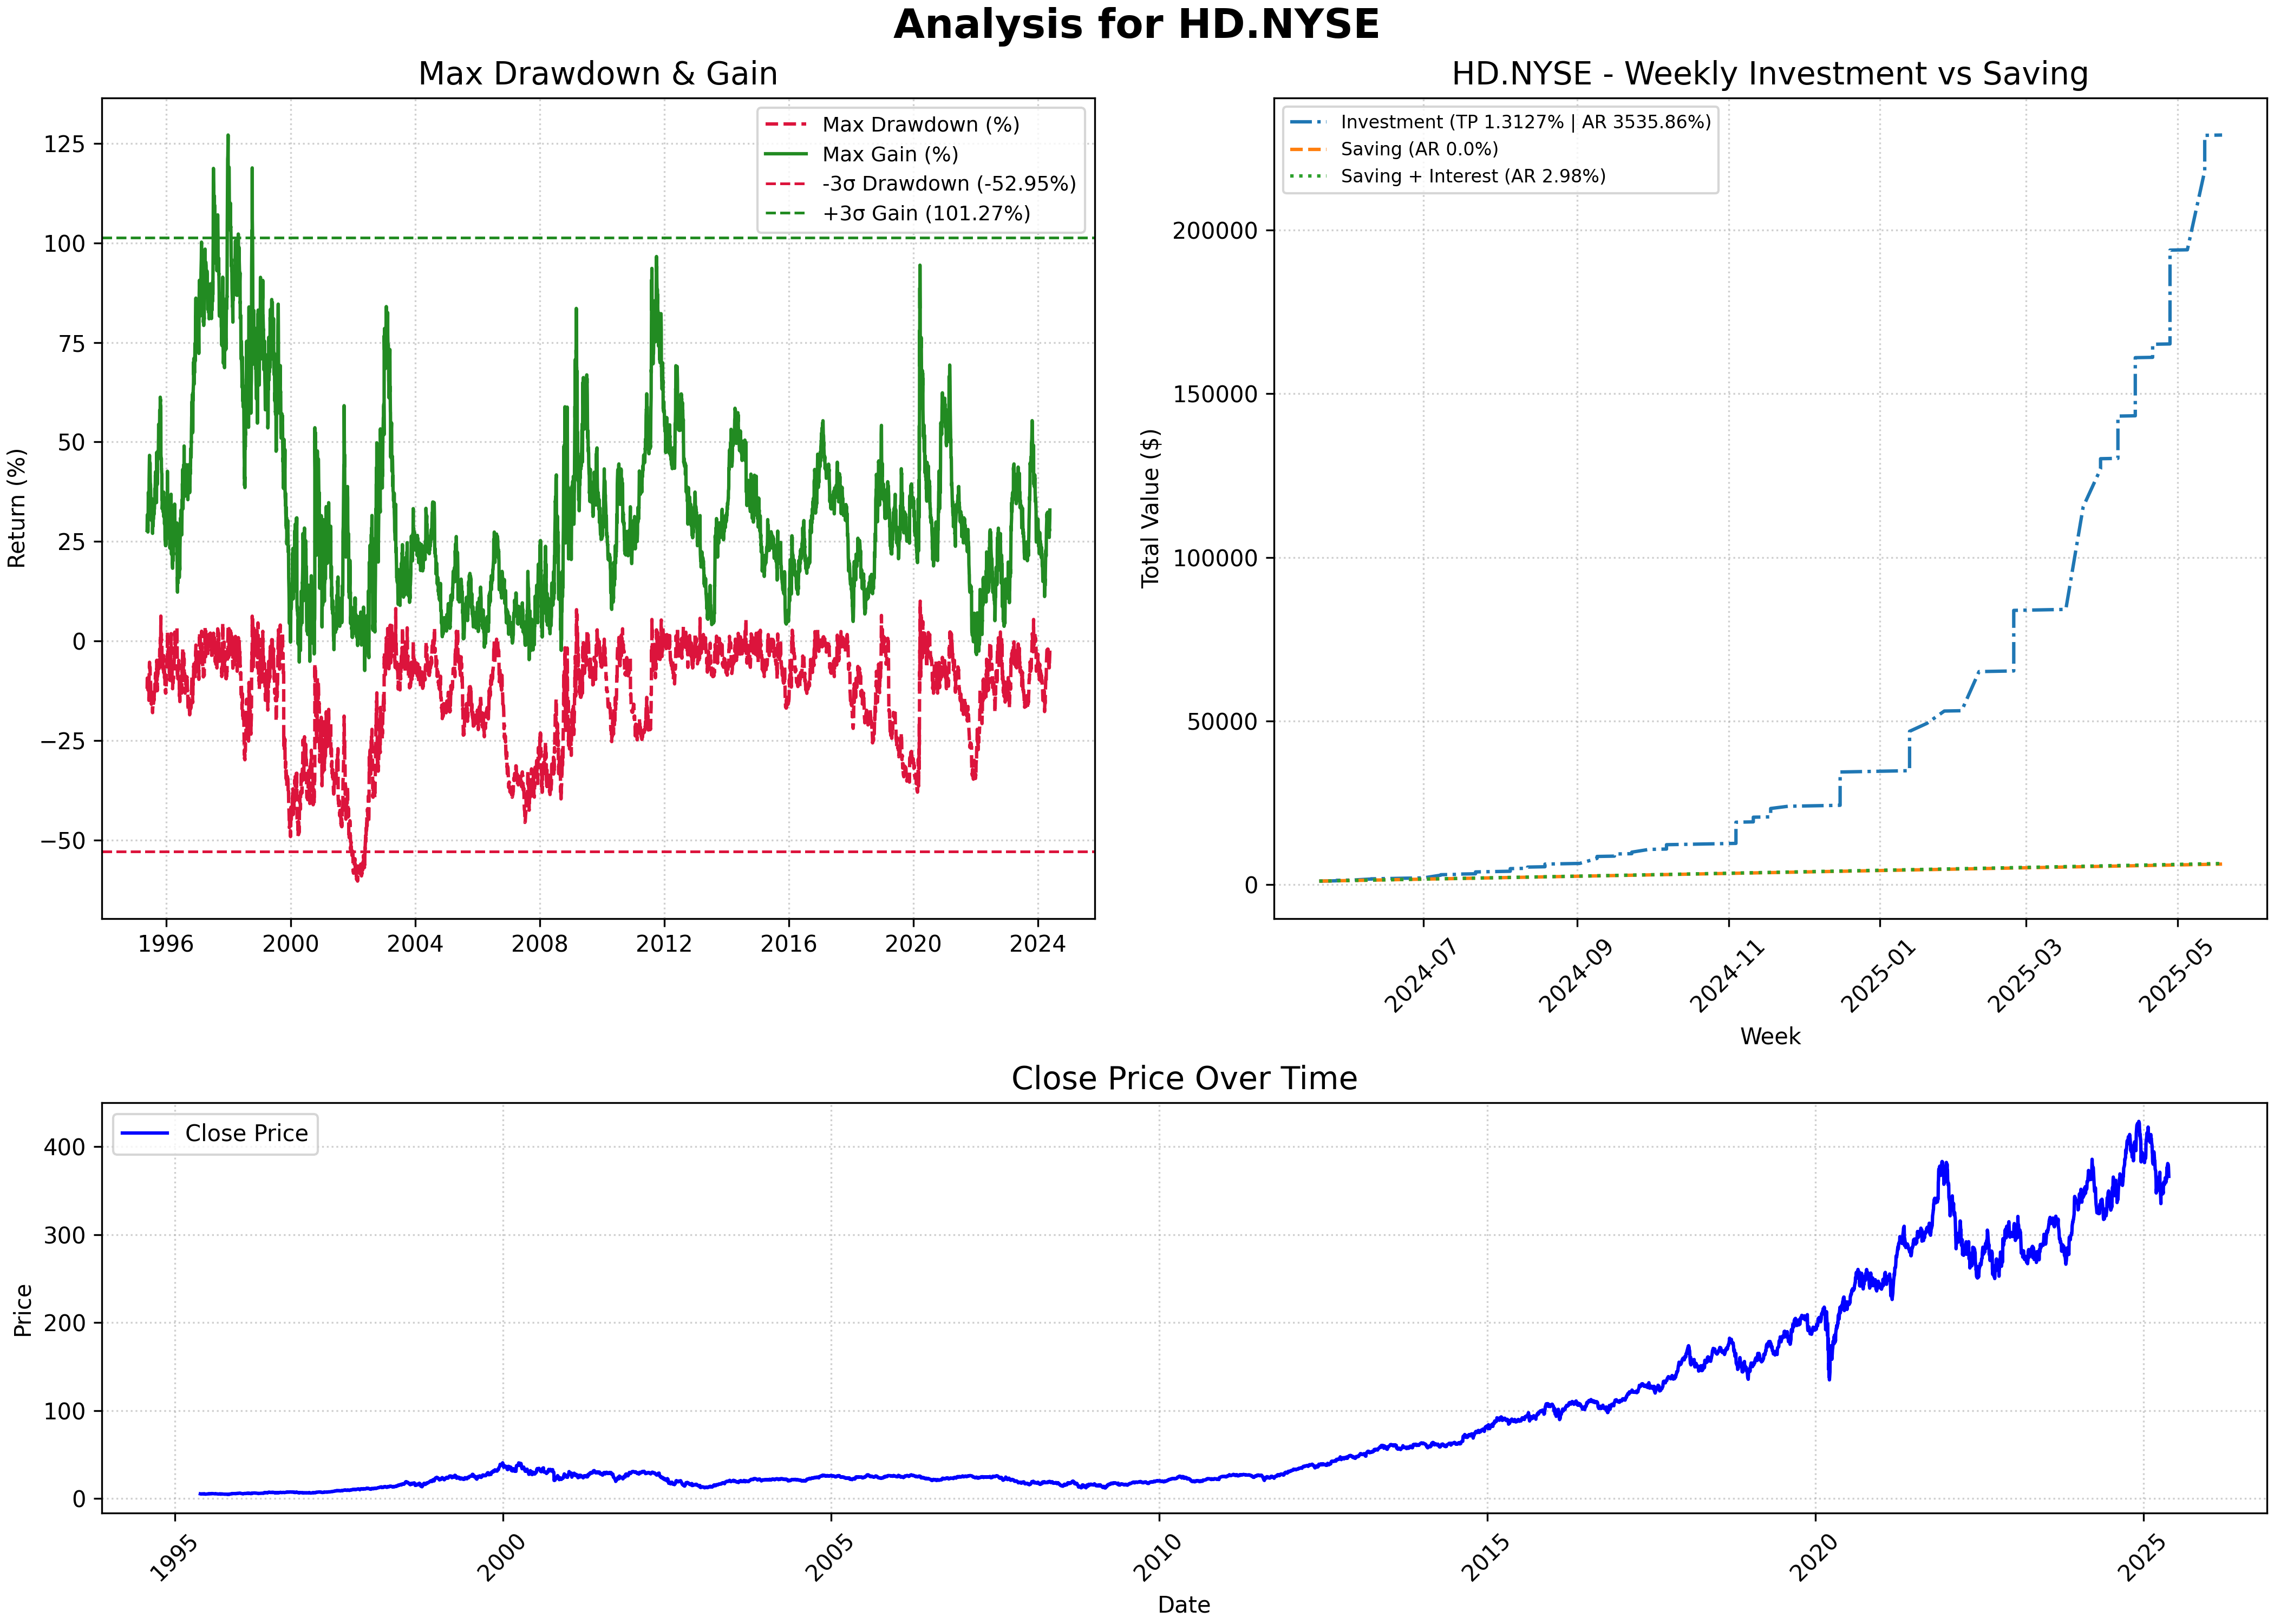 Analysis for HD.NYSE
Max Drawdown & Gain
Return (%)
125
100
75
50
25
0
−25
−50
1996
2000
2004
2008
2012
2016
2020
2024
Max Drawdown (%)
Max Gain (%)
-3σ Drawdown (-52.95%)
+3σ Gain (101.27%)
HD.NYSE - Weekly Investment vs Saving
Total Value ($)
200000
150000
100000
50000
0
2024-07
2024-09
2024-11
2025-01
2025-03
2025-05
Week
Investment (TP 1.3127% | AR 3535.86%)
Saving (AR 0.0%)
Saving + Interest (AR 2.98%)
Close Price Over Time
Price
400
300
200
100
0
1995
2000
2005
2010
2015
2020
2025
Date
Close Price